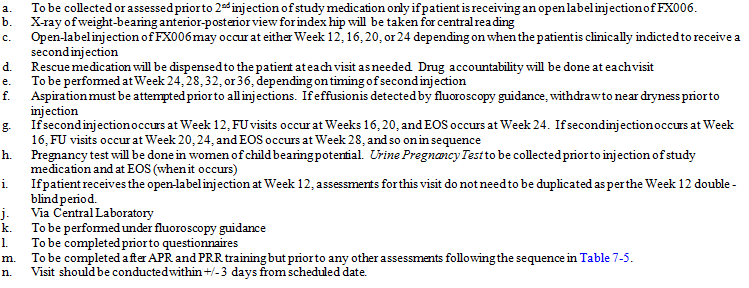 a. To be collected or assessed prior to 2nd injection of study medication only if patient is receiving an open label injection of FX006.
b. X-ray of weight-bearing anterior-posterior view for index hip will be taken for central reading
c. Open-label injection of FX006 may occur at either Week 12, 16, 20, or 24 depending on when the patient is clinically indicted to receive a
second injection
d. Rescue medication will be dispensed to the patient at each visit as needed. Drug accountability will be done at each visit
e. To be performed at Week 24, 28, 32, or 36, depending on timing of second injection
f. Aspiration must be attempted prior to all injections. If effusion is detected by fluoroscopy guidance, withdraw to near dryness prior to
injection
g. If second injection occurs at Week 12, FU visits occur at Weeks 16, 20, and EOS occurs at Week 24. If second injection occurs at Week
16, FU visits occur at Week 20, 24, and EOS occurs at Week 28, and so on in sequence
h. Pregnancy test will be done in women of child bearing potential. Urine Pregnancy Test to be collected prior to injection of study
medication and at EOS (when it occurs)
i. If patient receives the open-label injection at Week 12, assessments for this visit do not need to be duplicated as per the Week 12 double -
blind period.
j. Via Central Laboratory
k. To be performed under fluoroscopy guidance
l. To be completed prior to questionnaires
m. To be completed after APR and PRR training but prior to any other assessments following the sequence in Table 7-5.
n. Visit should be conducted within +/- 3 days from scheduled date.